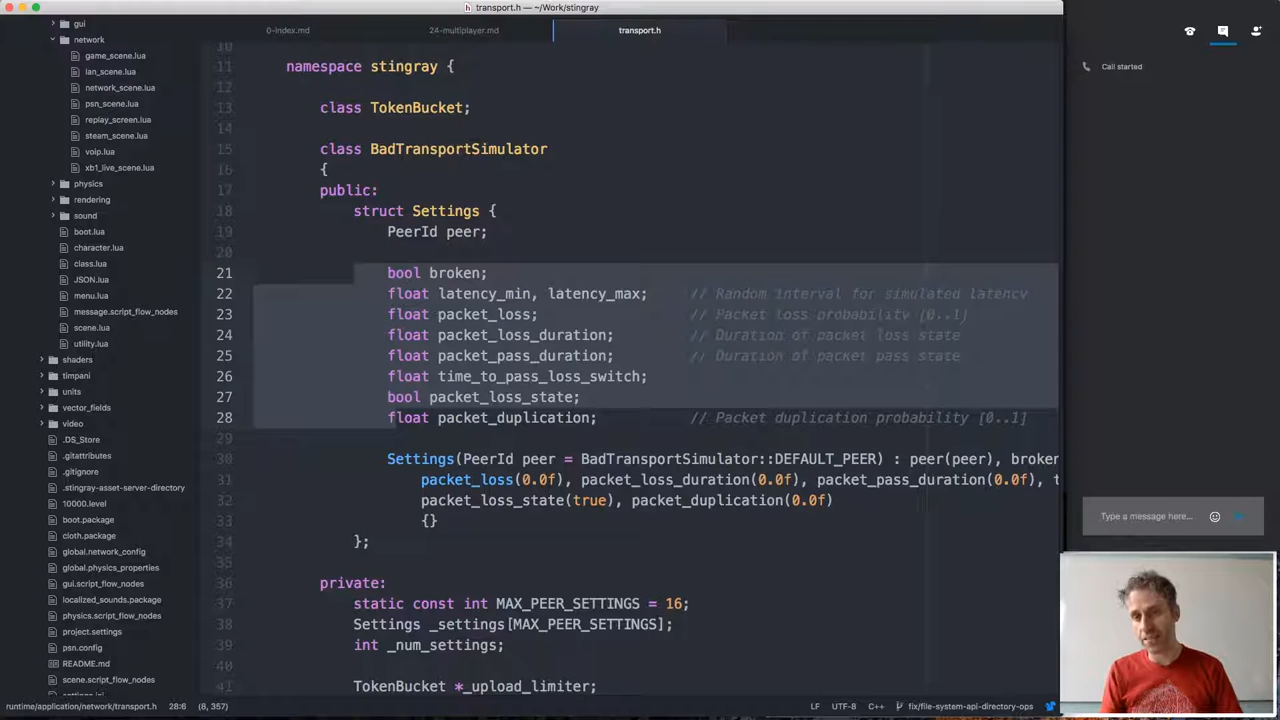 transport.h — ~/Work/stingray
gui
network
game_scene.lua
lan_scene.lua
network_scene.lua
psn_scene.lua
replay_screen.lua
steam_scene.lua
voip.lua
xb1_live_scene.lua
physics
rendering
sound
boot.lua
character.lua
class.lua
JSON.lua
menu.lua
message.script_flow_nodes
scene.lua
utility.lua
shaders
timpani
units
vector_fields
video
.DS_Store
.gitattributes
.gitignore
.stingray-asset-server-directory
10000.level
boot.package
cloth.package
global.network_config
global.physics_properties
gui.script_flow_nodes
localized_sounds.package
physics.script_flow_nodes
project.settings
psn.config
README.md
scene.script_flow_nodes
settings.ini
0-index.md
24-multiplayer.md
transport.h
10
11 namespace stingray {
12
13 class TokenBucket;
14
15 class BadTransportSimulator
16 {
17 public:
18 struct Settings {
19 PeerId peer;
20
21 bool broken;
22 float latency_min, latency_max; // Random interval for simulated latency
23 float packet_loss; // Packet loss probability [0..1]
24 float packet_loss_duration; // Duration of packet loss state
25 float packet_pass_duration; // Duration of packet pass state
26 float time_to_pass_loss_switch;
27 bool packet_loss_state;
28 float packet_duplication; // Packet duplication probability [0..1]
29
30 Settings(PeerId peer = BadTransportSimulator::DEFAULT_PEER) : peer(peer), broken
31 packet_loss(0.0f), packet_loss_duration(0.0f), packet_pass_duration(0.0f), t
32 packet_loss_state(true), packet_duplication(0.0f)
33 {}
34 };
35
36 private:
37 static const int MAX_PEER_SETTINGS = 16;
38 Settings _settings[MAX_PEER_SETTINGS];
39 int _num_settings;
40
41 TokenBucket *_upload_limiter;
runtime/application/network/transport.h 28:6 (8, 357)
LF UTF-8 C++ fix/file-system-api-directory-ops
Call started
Type a message here...